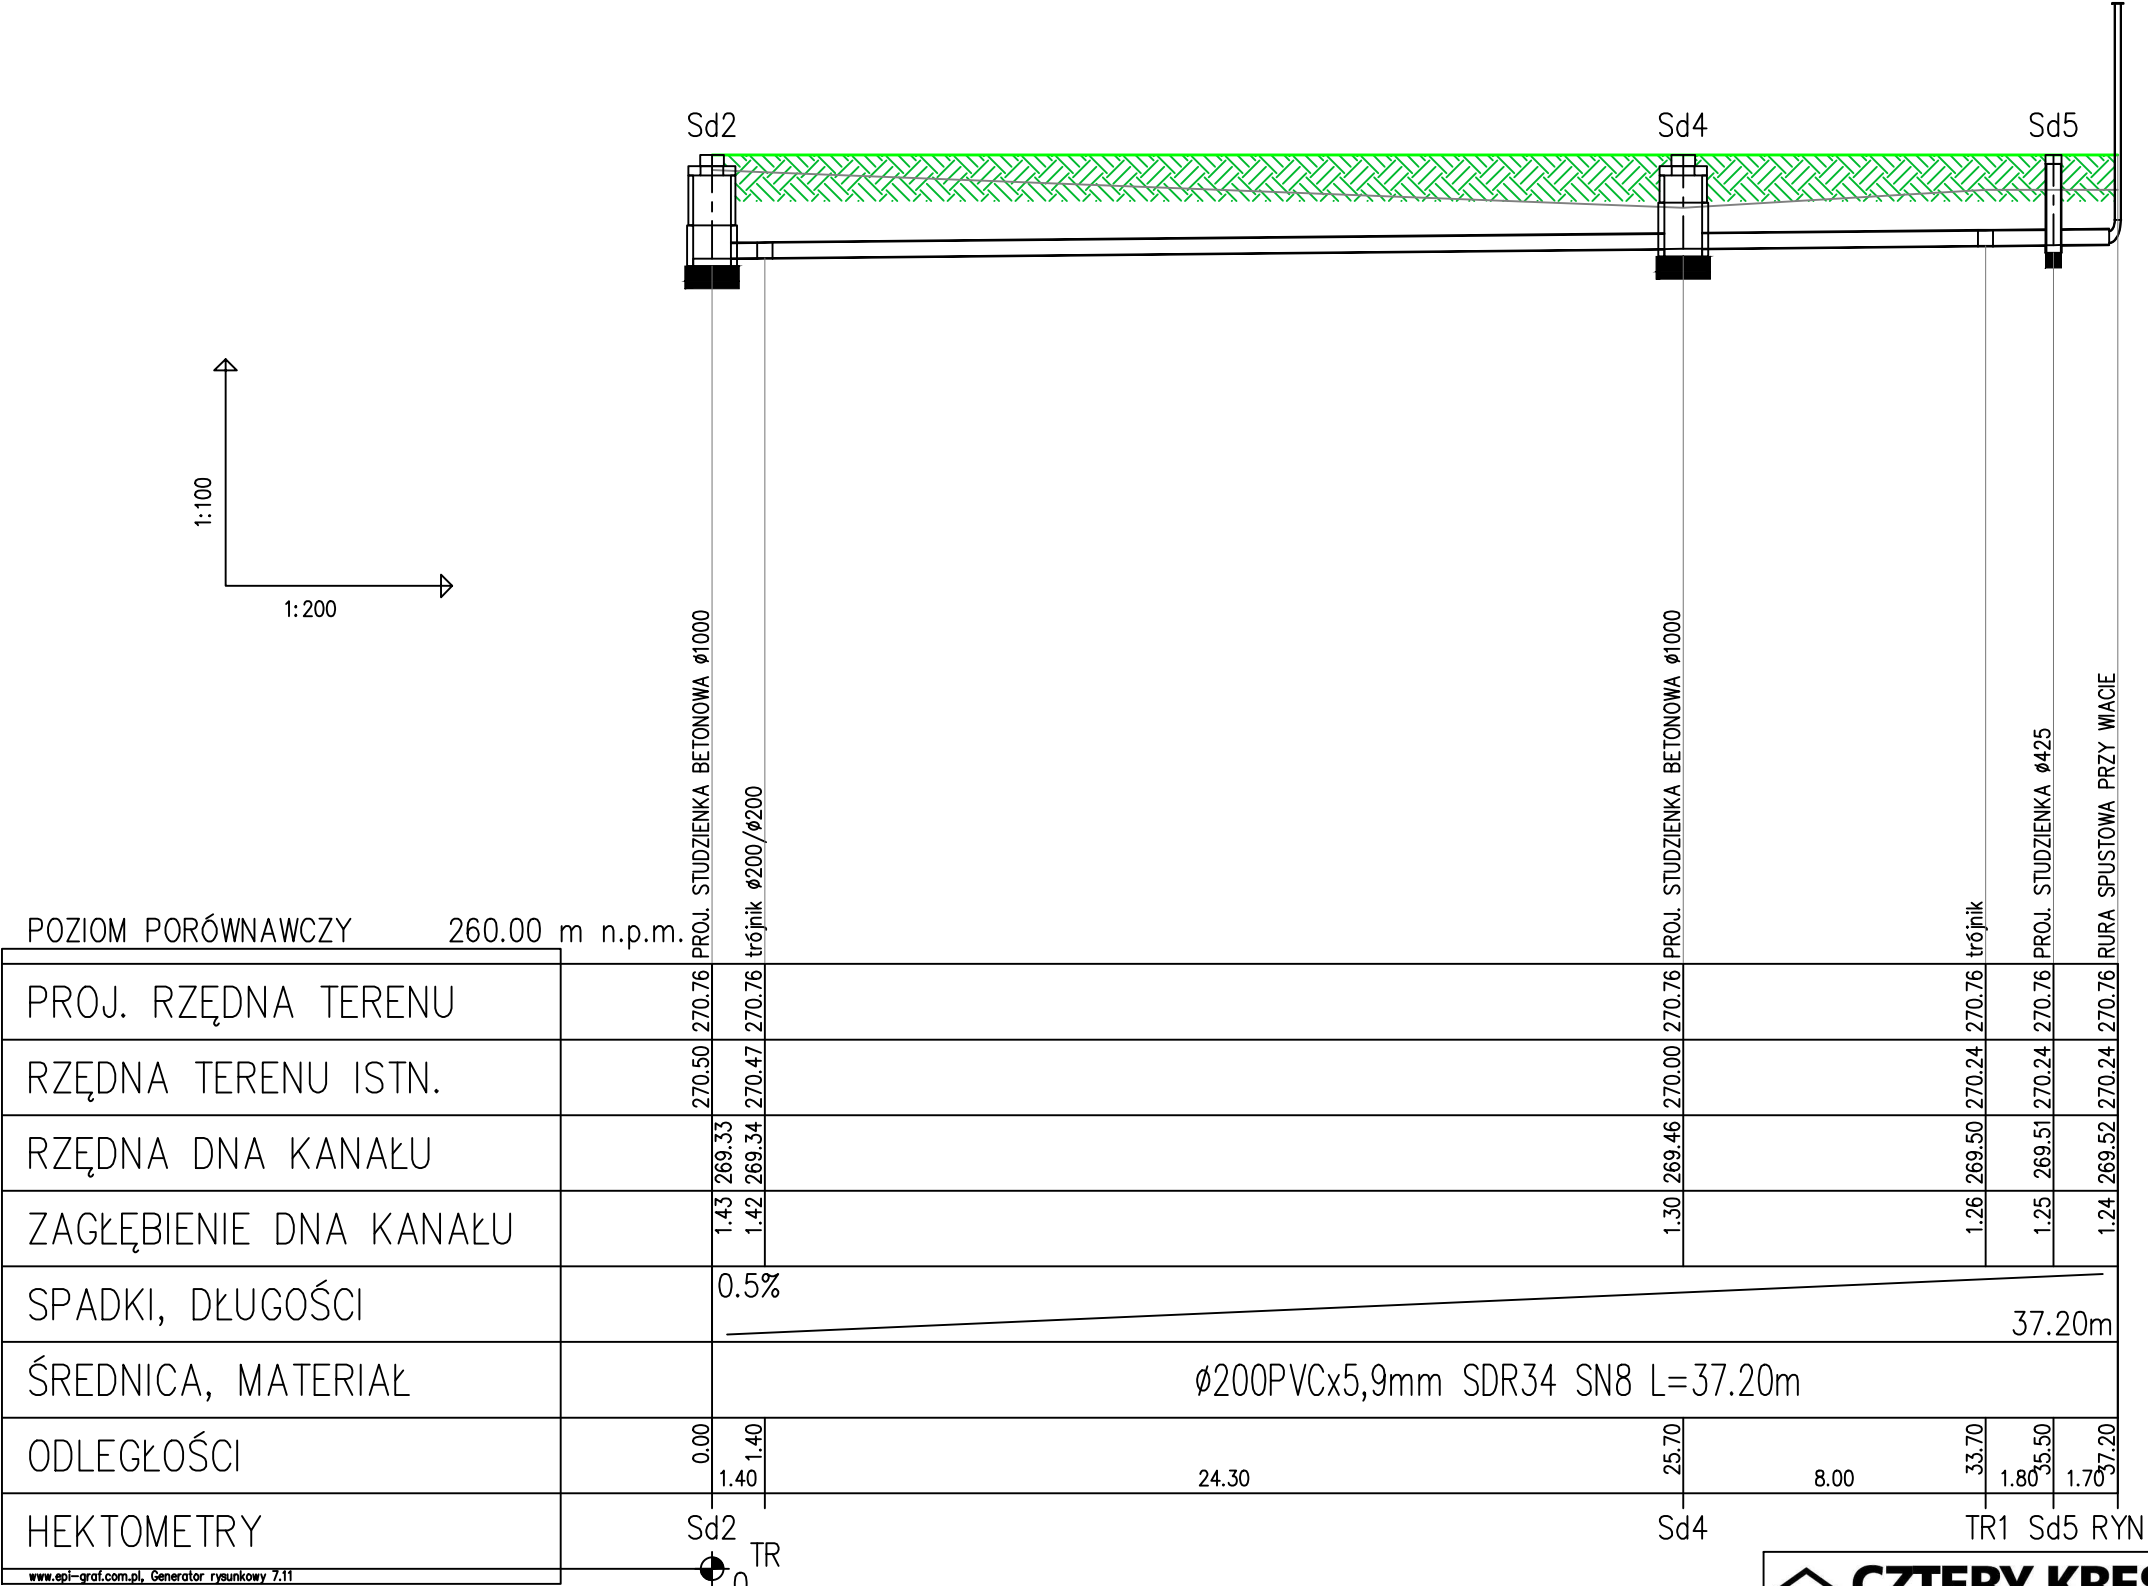 Sd2 Sd4 Sd5
1:100
1:200
PROJ. STUDZIENKA BETONOWA ø1000
trójnik ø200/ø200
PROJ. STUDZIENKA BETONOWA ø1000
trójnik
PROJ. STUDZIENKA ø425
RURA SPUSTOWA PRZY WIACIE
POZIOM PORÓWNAWCZY 260.00 m n.p.m.
PROJ. RZĘDNA TERENU 270.76 270.76 270.76 270.76 270.76 270.76
RZĘDNA TERENU ISTN. 270.50 270.47 270.00 270.24 270.24 270.24
RZĘDNA DNA KANAŁU 269.33 269.34 269.46 269.50 269.51 269.52
ZAGŁĘBIENIE DNA KANAŁU 1.43 1.42 1.30 1.26 1.25 1.24
SPADKI, DŁUGOŚCI 0.5% 37.20m
ŚREDNICA, MATERIAŁ ø200PVCx5,9mm SDR34 SN8 L=37.20m
ODLEGŁOŚCI 0.00 1.40 25.70 33.70 35.50 37.20
1.40 24.30 8.00 1.80 1.70
HEKTOMETRY Sd2 TR Sd4 TR1 Sd5 RYN
0
www.epi-graf.com.pl, Generator rysunkowy 7.11
CZTERY